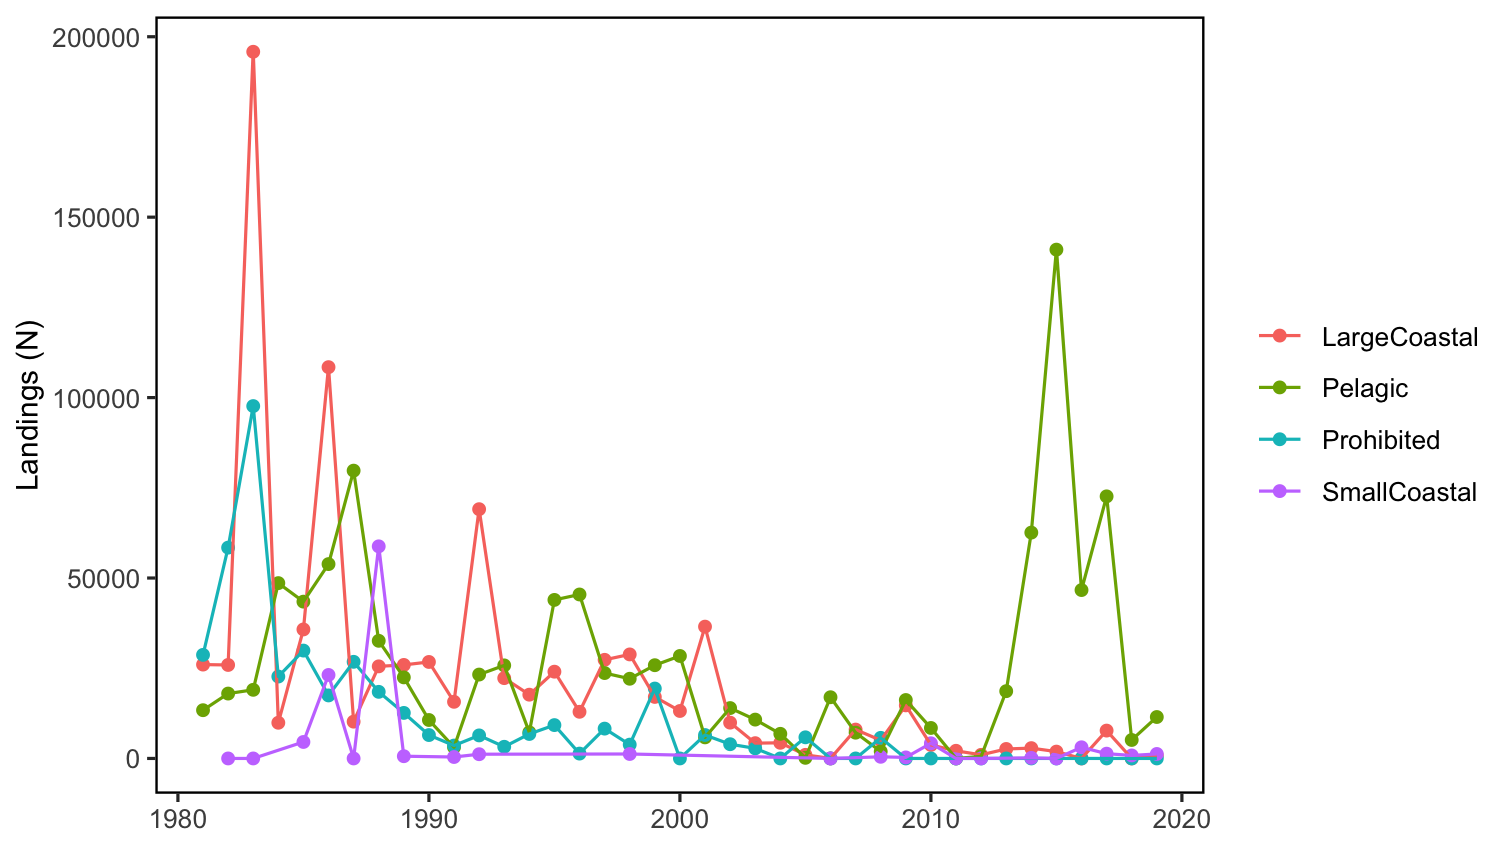 Landings (N)
200000
150000
100000
50000
0
1980 1990 2000 2010 2020
LargeCoastal
Pelagic
Prohibited
SmallCoastal